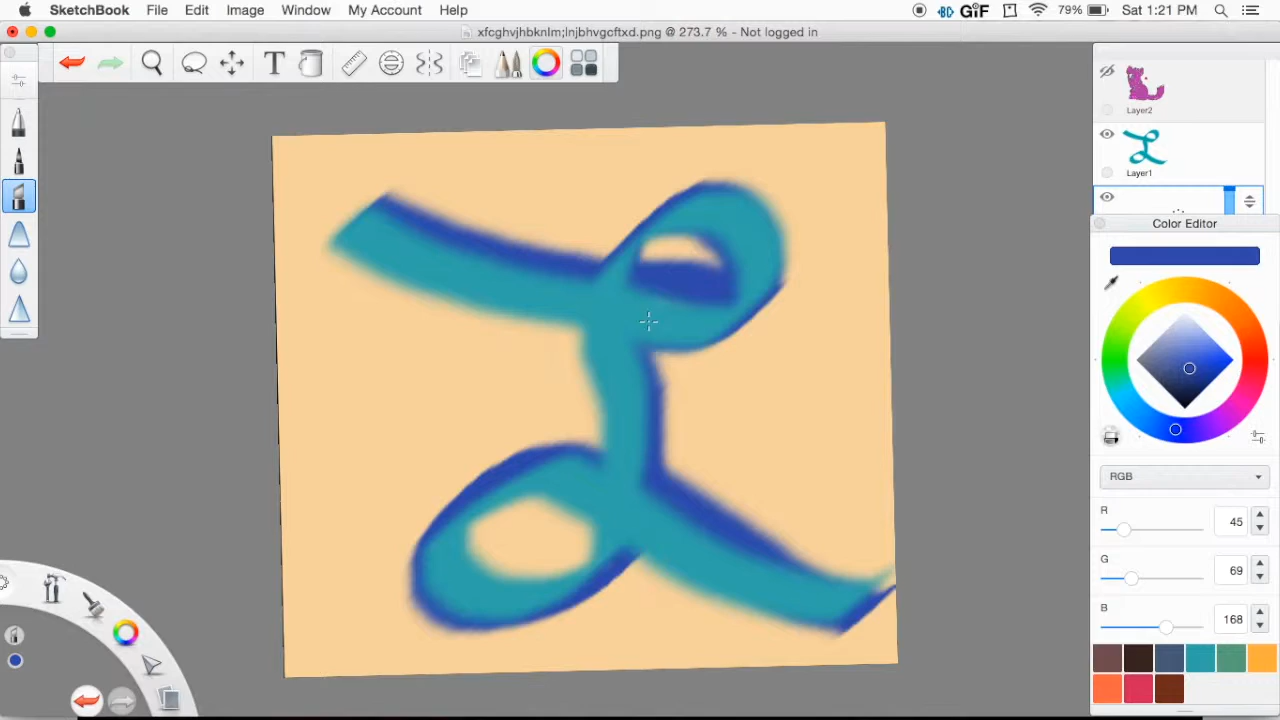 SketchBook File Edit Image Window My Account Help BD GiF 79% Sat 1:21 PM
xfcghvjhbknlm;lnjbhvgcftxd.png @ 273.7 % - Not logged in
T
Layer2
Layer1
Color Editor
RGB
R
45
G
69
B
168